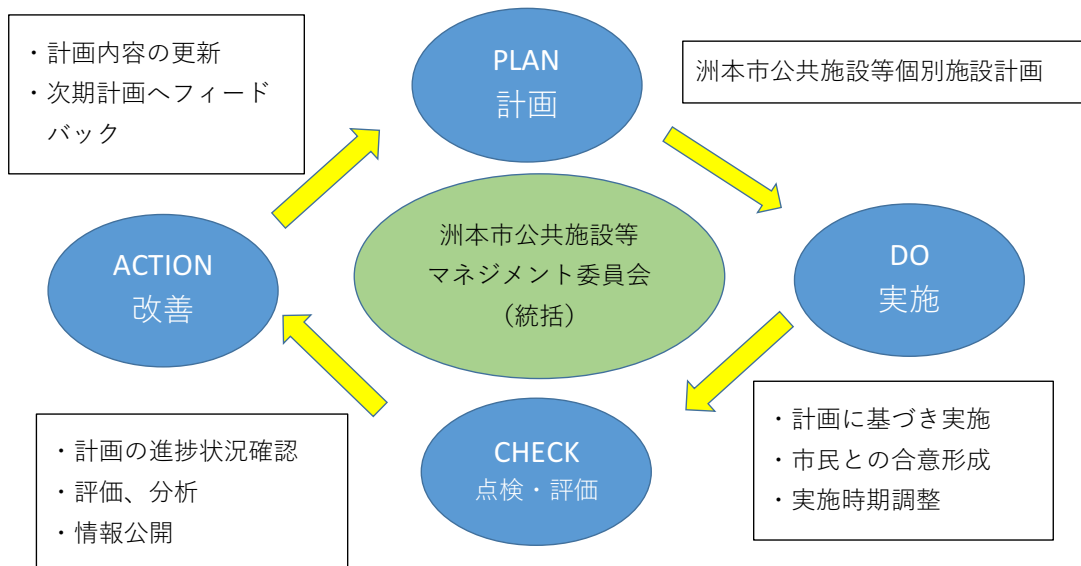 ・計画内容の更新
・次期計画へフィード
バック
PLAN
計画
洲本市公共施設等個別施設計画
ACTION
改善
洲本市公共施設等
マネジメント委員会
（統括）
DO
実施
・計画の進捗状況確認
・評価、分析
・情報公開
CHECK
点検・評価
・計画に基づき実施
・市民との合意形成
・実施時期調整